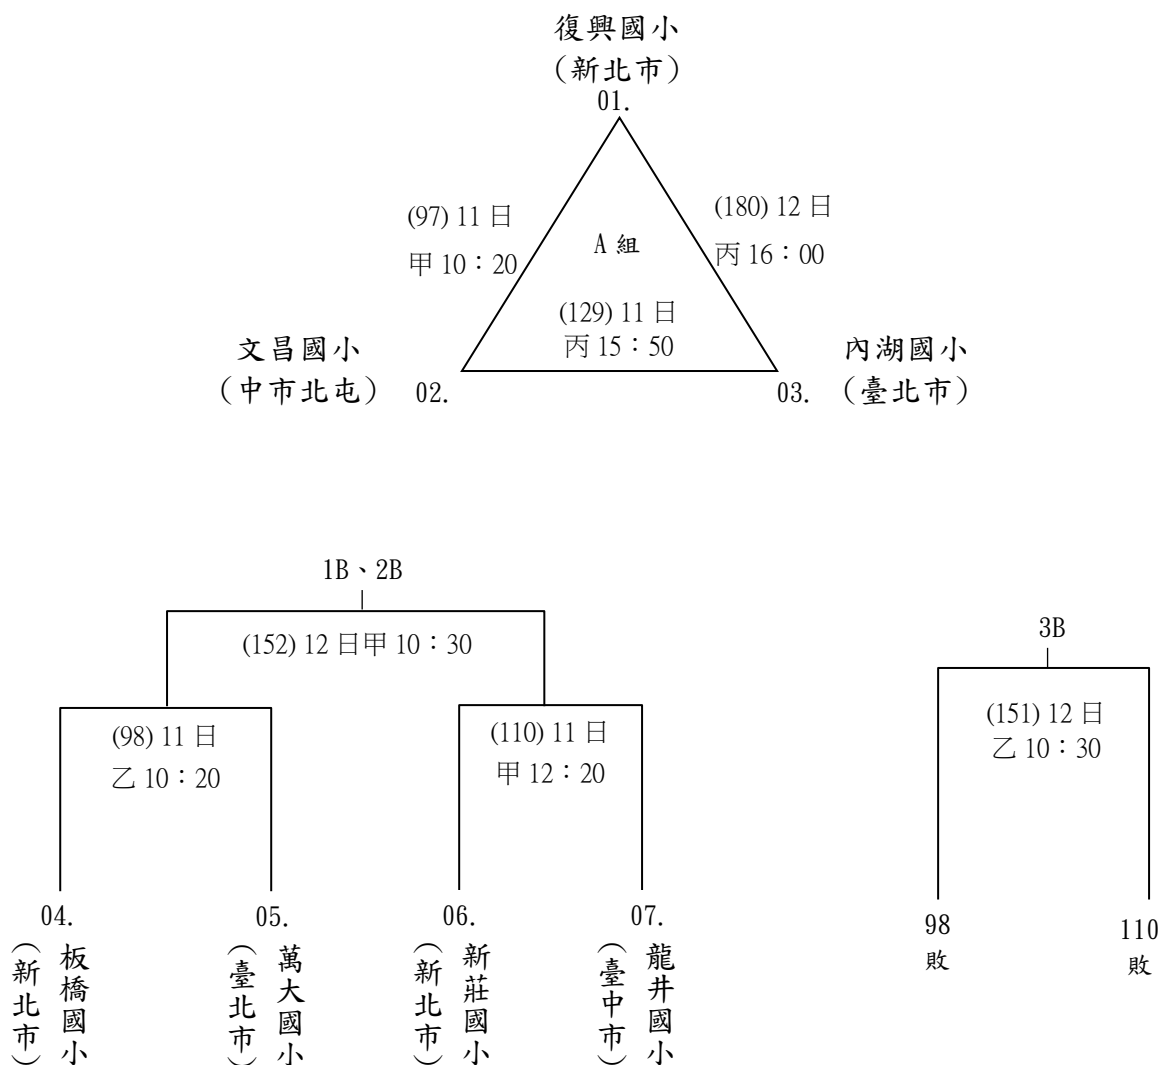 復興國小
（新北市）
01.
(97) 11 日
甲 10：20
(180) 12 日
丙 16：00
A 組
(129) 11 日
丙 15：50
文昌國小
（中市北屯）
02.
內湖國小
（臺北市）
03.
1B、2B
(152) 12 日甲 10：30
(98) 11 日
乙 10：20
(110) 11 日
甲 12：20
04.
板橋國小
（新北市）
05.
萬大國小
（臺北市）
06.
新莊國小
（新北市）
07.
龍井國小
（臺中市）
3B
(151) 12 日
乙 10：30
98
敗
110
敗